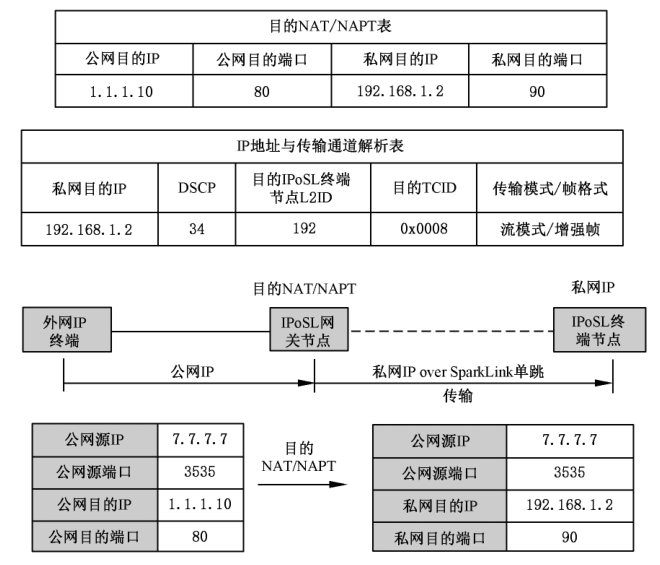 目的NAT/NAPT表
公网目的IP 公网目的端口 私网目的IP 私网目的端口
1.1.1.10 80 192.168.1.2 90
IP地址与传输通道解析表
私网目的IP DSCP 目的IPoSL终端节点L2ID 目的TCID 传输模式/帧格式
192.168.1.2 34 192 0x0008 流模式/增强帧
目的NAT/NAPT 私网IP
外网IP终端 IPoSL网关节点 IPoSL终端节点
公网IP 私网IP over SparkLink单跳传输
公网源IP 7.7.7.7
公网源端口 3535
公网目的IP 1.1.1.10
公网目的端口 80
目的
NAT/NAPT
公网源IP 7.7.7.7
公网源端口 3535
私网目的IP 192.168.1.2
私网目的端口 90